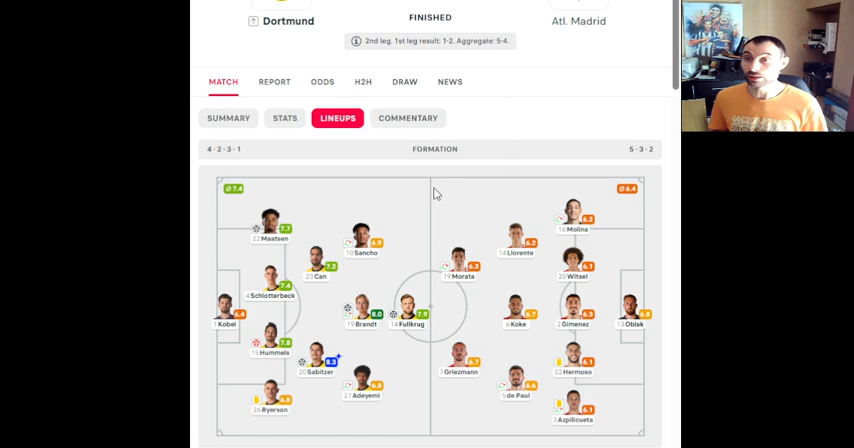 Dortmund
FINISHED
Atl. Madrid
2nd leg, 1st leg result: 1-2. Aggregate: 5-4.
MATCH REPORT ODDS H2H DRAW NEWS
SUMMARY STATS LINEUPS COMMENTARY
4 - 2 - 3 - 1 FORMATION 5 - 3 - 2
Ø 7.4
Ø 6.4
7.7
22 Maatsen
6.9
10 Sancho
6.2
16 Molina
6.2
14 Llorente
7.2
23 Can
6.3
19 Morata
6.1
20 Witsel
7.4
4 Schlotterbeck
6.4
1 Kobel
8.0
19 Brandt
7.9
14 Fullkrug
6.7
6 Koke
6.3
2 Gimenez
6.8
13 Oblak
7.8
15 Hummels
8.3
20 Sabitzer
6.7
7 Griezmann
6.1
22 Hermoso
6.8
27 Adeyemi
6.6
5 de Paul
6.8
26 Ryerson
6.1
3 Azpilicueta